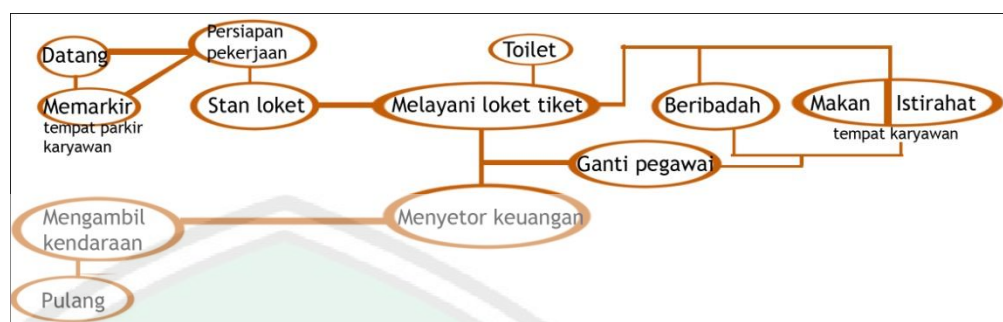 Datang
Persiapan
pekerjaan
Toilet
Memarkir
tempat parkir
karyawan
Stan loket
Melayani loket tiket
Beribadah
Makan
Istirahat
tempat karyawan
Ganti pegawai
Mengambil
kendaraan
Menyetor keuangan
Pulang